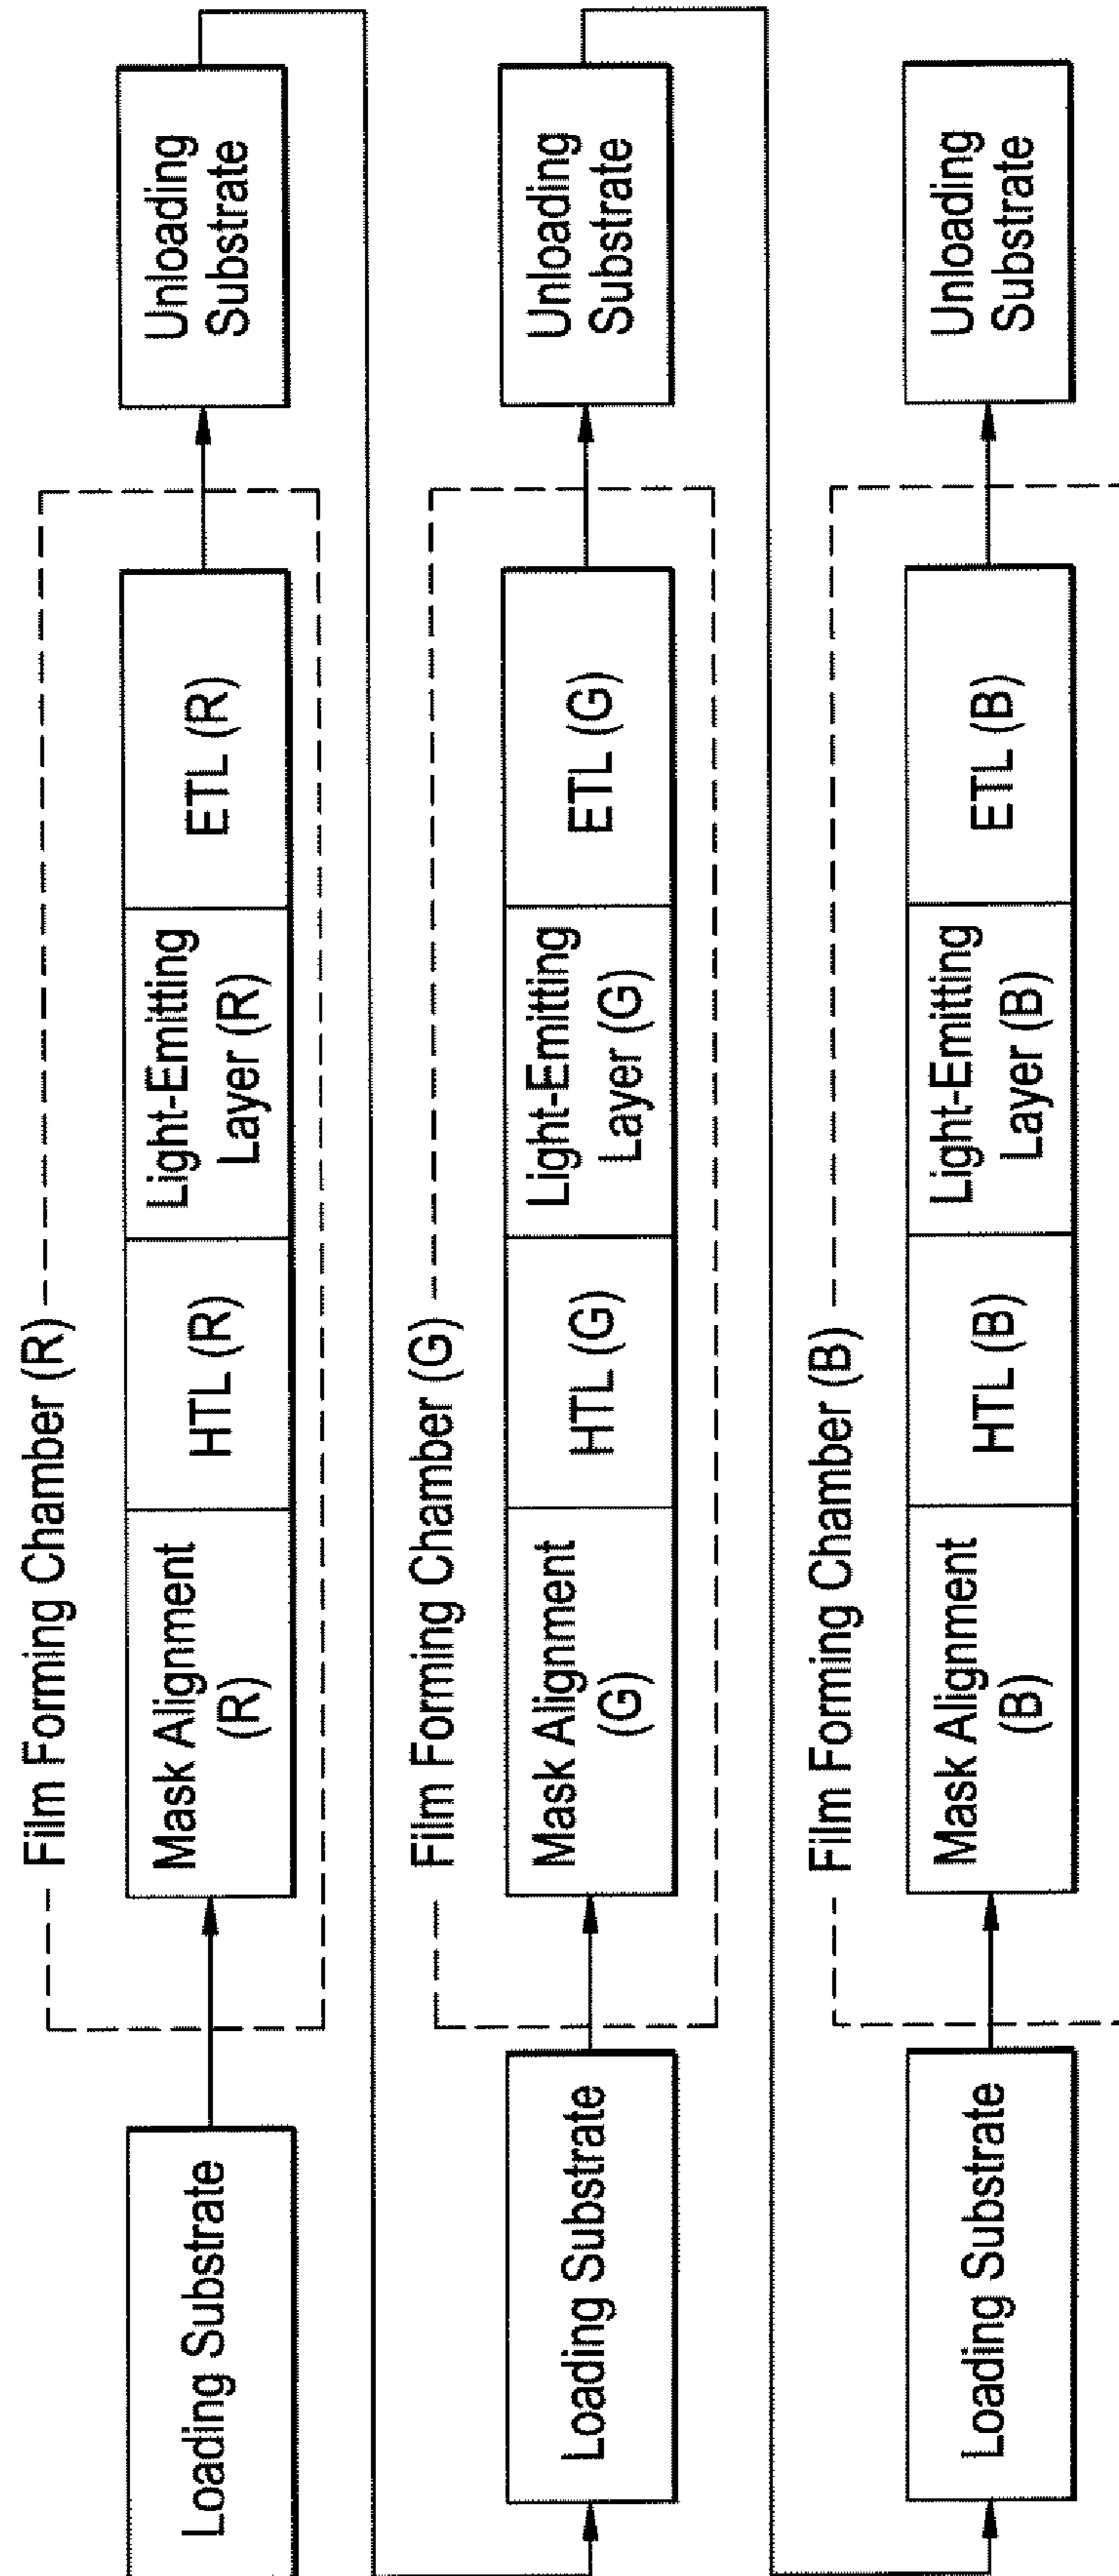 Film Forming Chamber (R)
Loading Substrate
Mask Alignment
(R)
HTL (R)
Light-Emitting
Layer (R)
ETL (R)
Unloading
Substrate
Film Forming Chamber (G)
Loading Substrate
Mask Alignment
(G)
HTL (G)
Light-Emitting
Layer (G)
ETL (G)
Unloading
Substrate
Film Forming Chamber (B)
Loading Substrate
Mask Alignment
(B)
HTL (B)
Light-Emitting
Layer (B)
ETL (B)
Unloading
Substrate